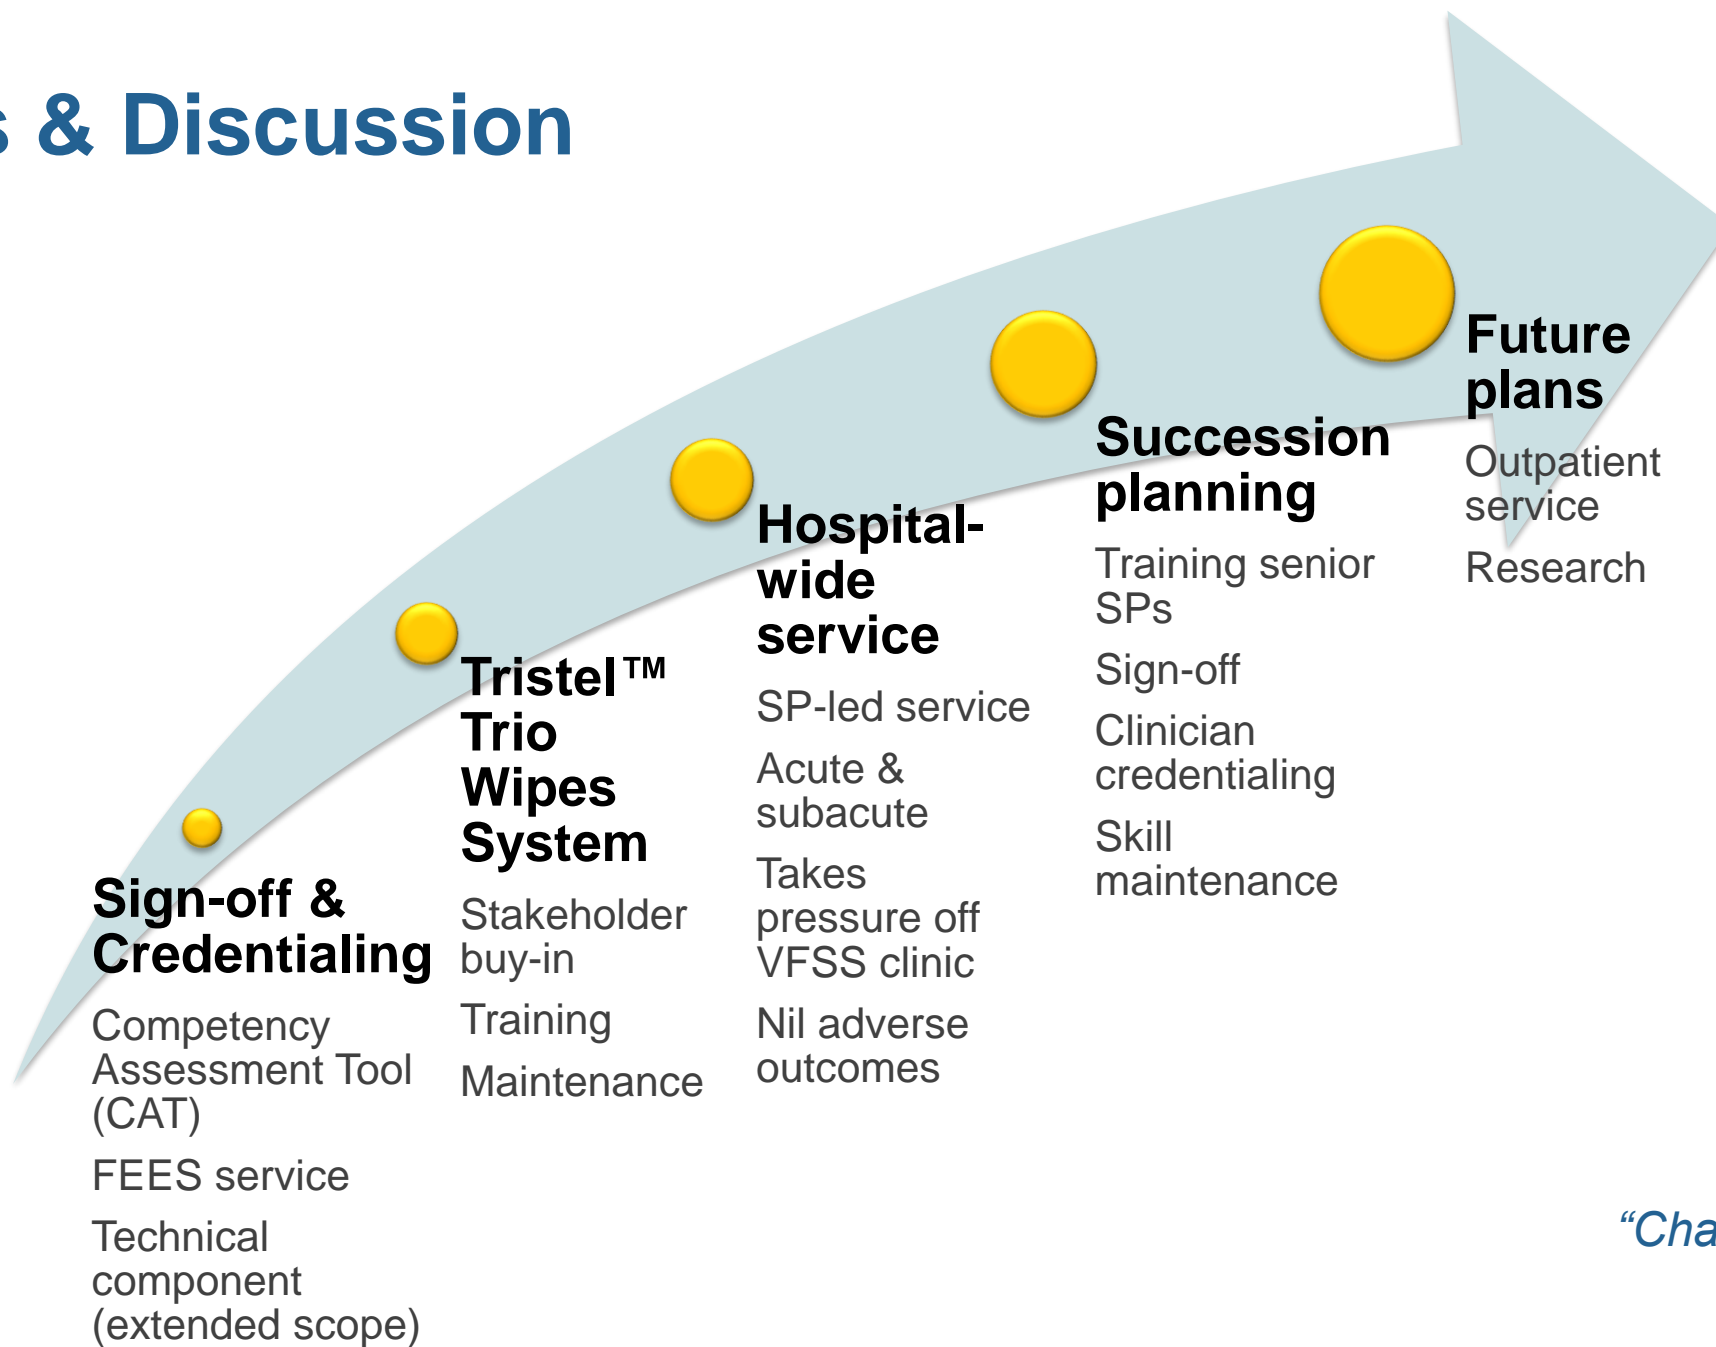 s & Discussion
Sign-off &
Credentialing
Competency
Assessment Tool
(CAT)
FEES service
Technical
component
(extended scope)
Tristel™
Trio
Wipes
System
Stakeholder
buy-in
Training
Maintenance
Hospital-
wide
service
SP-led service
Acute &
subacute
Takes
pressure off
VFSS clinic
Nil adverse
outcomes
Succession
planning
Training senior
SPs
Sign-off
Clinician
credentialing
Skill
maintenance
Future
plans
Outpatient
service
Research
“Cha